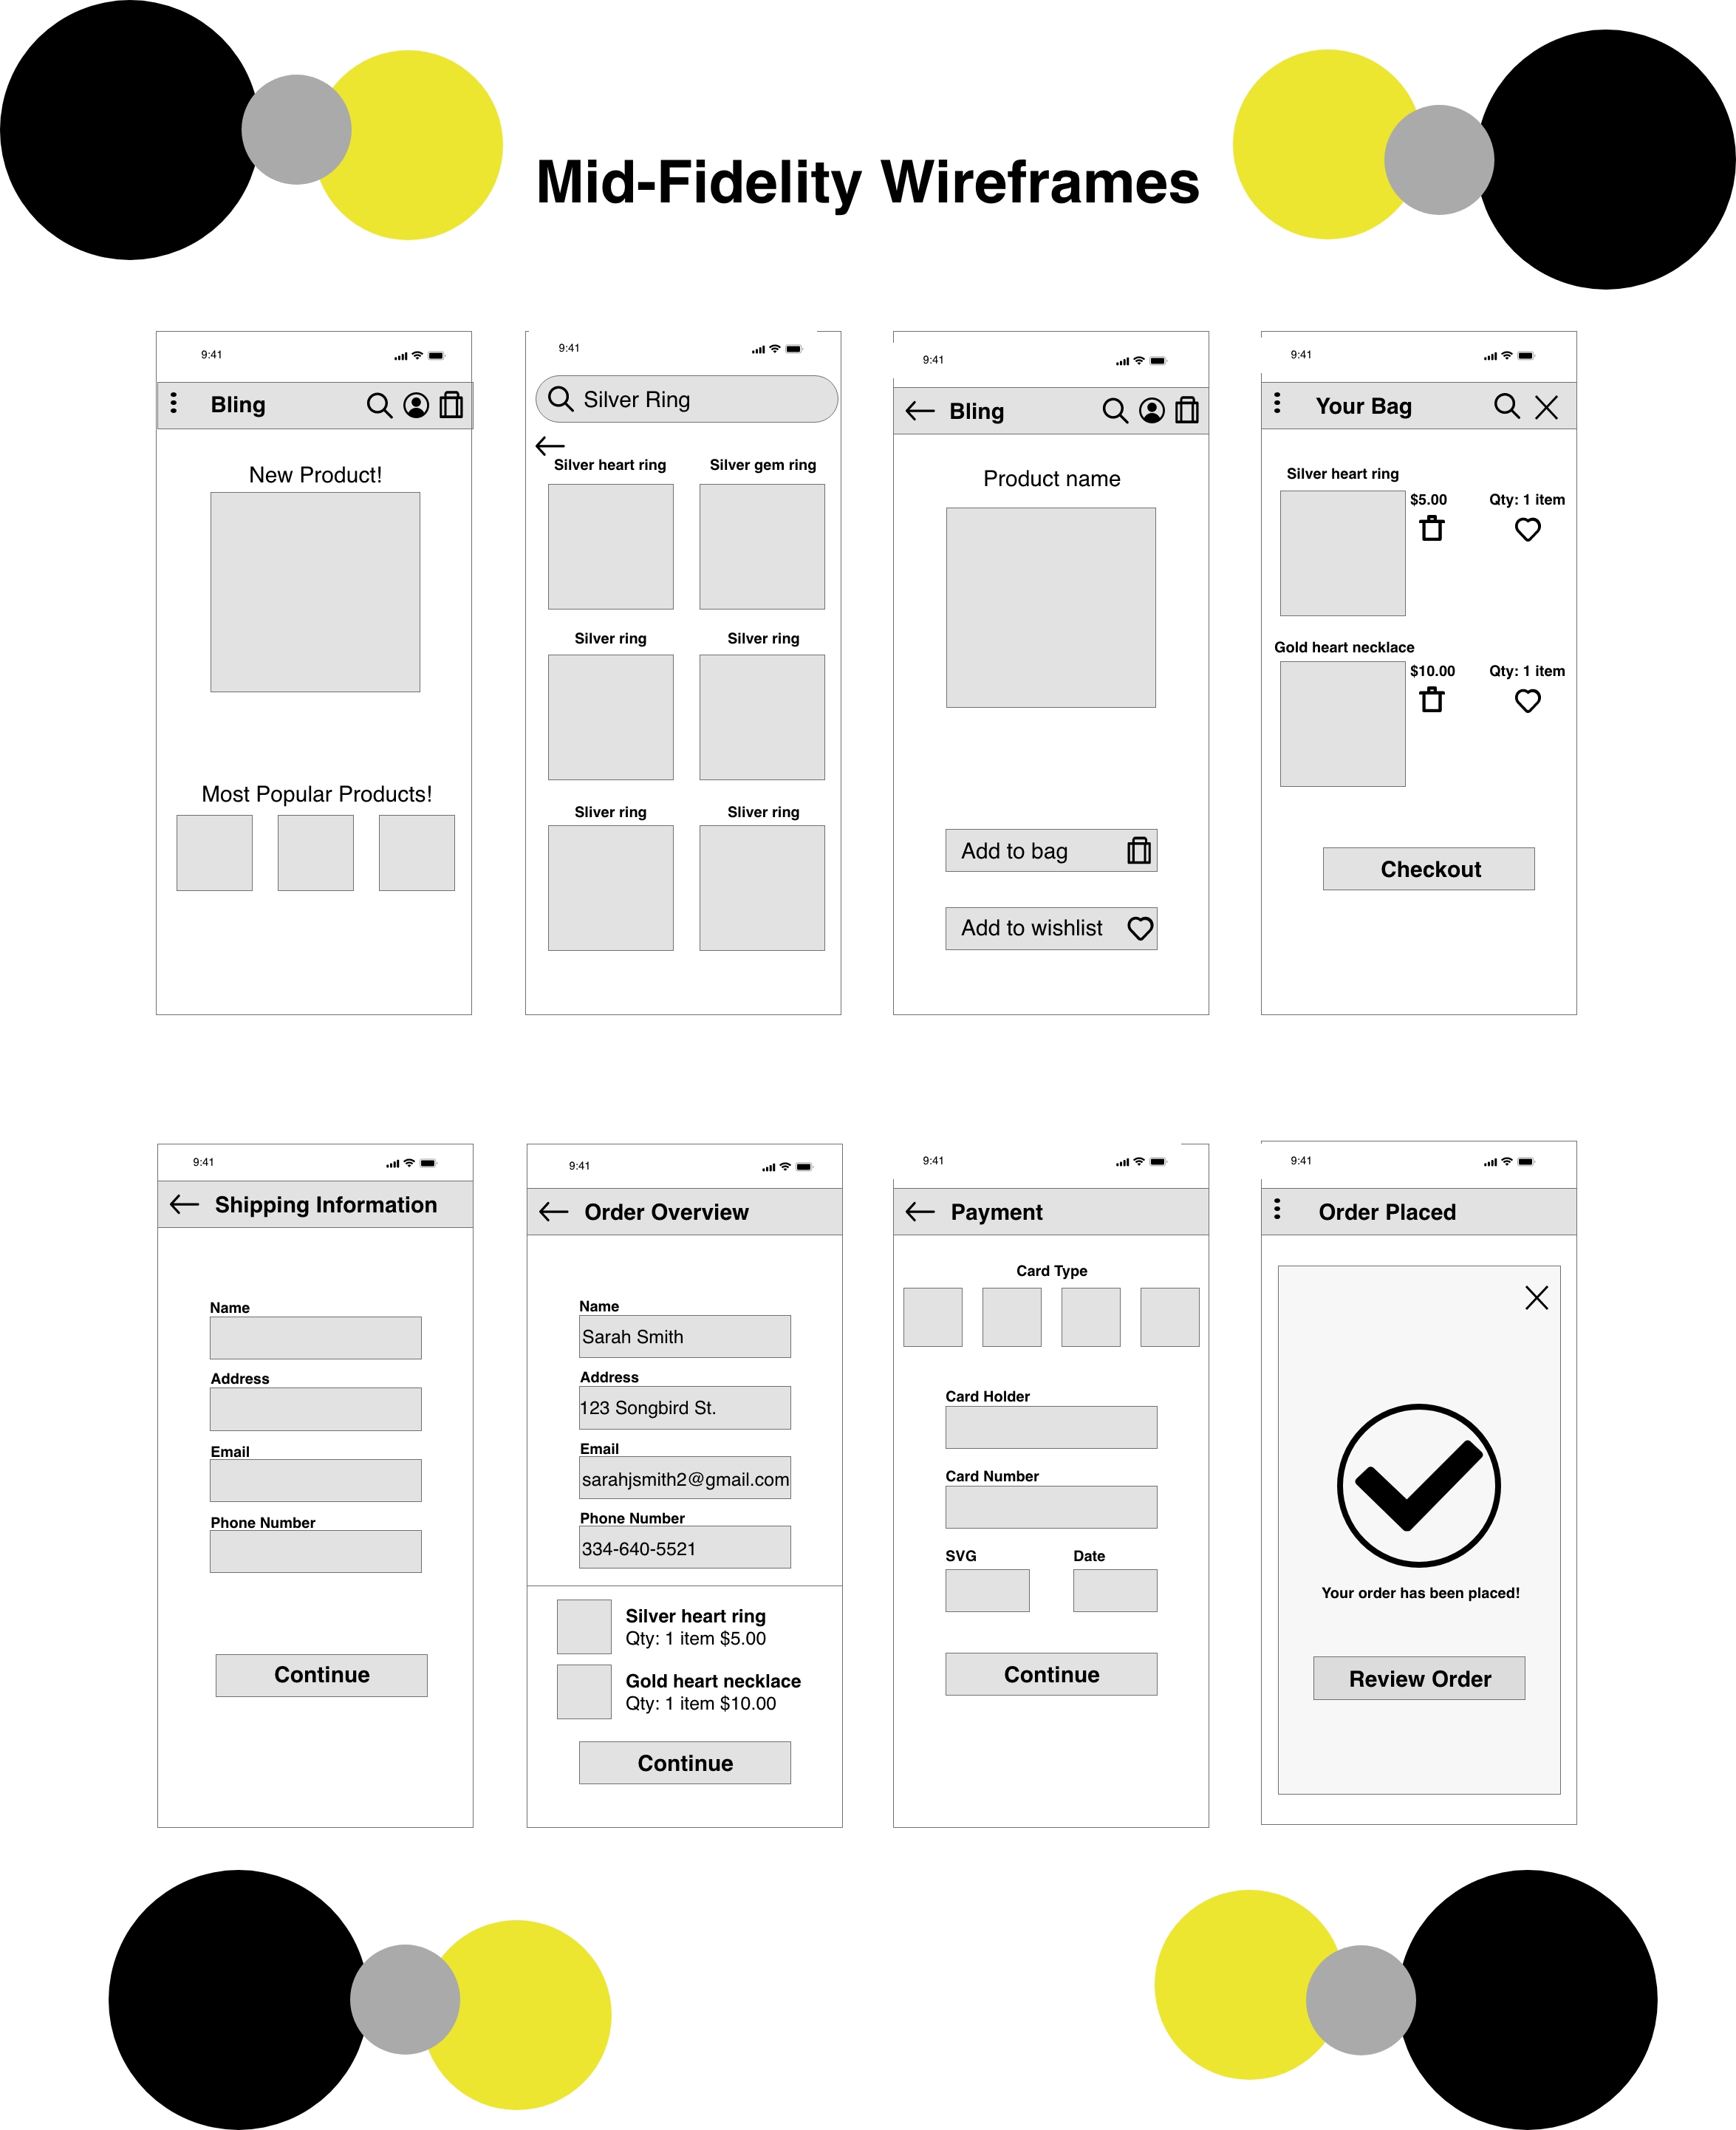 Mid-Fidelity Wireframes
9:41
Bling
New Product!
Most Popular Products!
9:41
Silver Ring
Silver heart ring
Silver gem ring
Silver ring
Silver ring
Sliver ring
Sliver ring
9:41
Bling
Product name
Add to bag
Add to wishlist
9:41
Your Bag
Silver heart ring
$5.00
Qty: 1 item
Gold heart necklace
$10.00
Qty: 1 item
Checkout
9:41
Shipping Information
Name
Address
Email
Phone Number
Continue
9:41
Order Overview
Name
Sarah Smith
Address
123 Songbird St.
Email
sarahjsmith2@gmail.com
Phone Number
334-640-5521
Silver heart ring
Qty: 1 item $5.00
Gold heart necklace
Qty: 1 item $10.00
Continue
9:41
Payment
Card Type
Card Holder
Card Number
SVG
Date
Continue
9:41
Order Placed
Your order has been placed!
Review Order